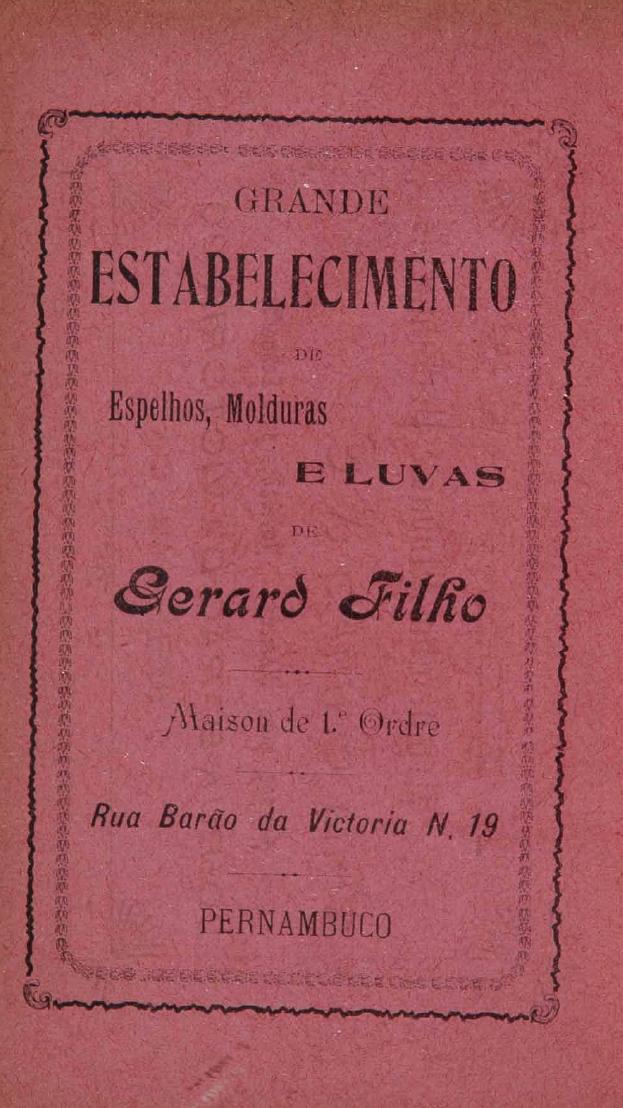 GRANDE
ESTABELECIMENTO
DE
Espelhos, Molduras
E LUVAS
DE
Gerard Filho
Maison de 1.e Ordre
Rua Barão da Victoria N. 19
PERNAMBUCO